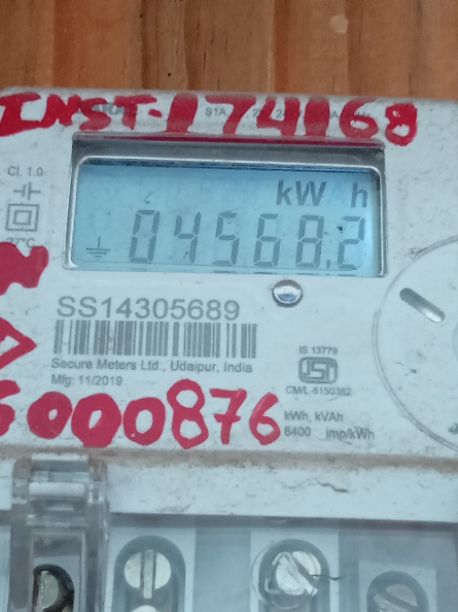 INST-174168
Cl. 1.0
kW h
04568.2
SS14305689
Secure Meters Ltd., Udaipur, India
Mfg: 11/2019
IS 13779
CM/L-8150362
6000876
kWh, kVAh
6400 imp/kWh